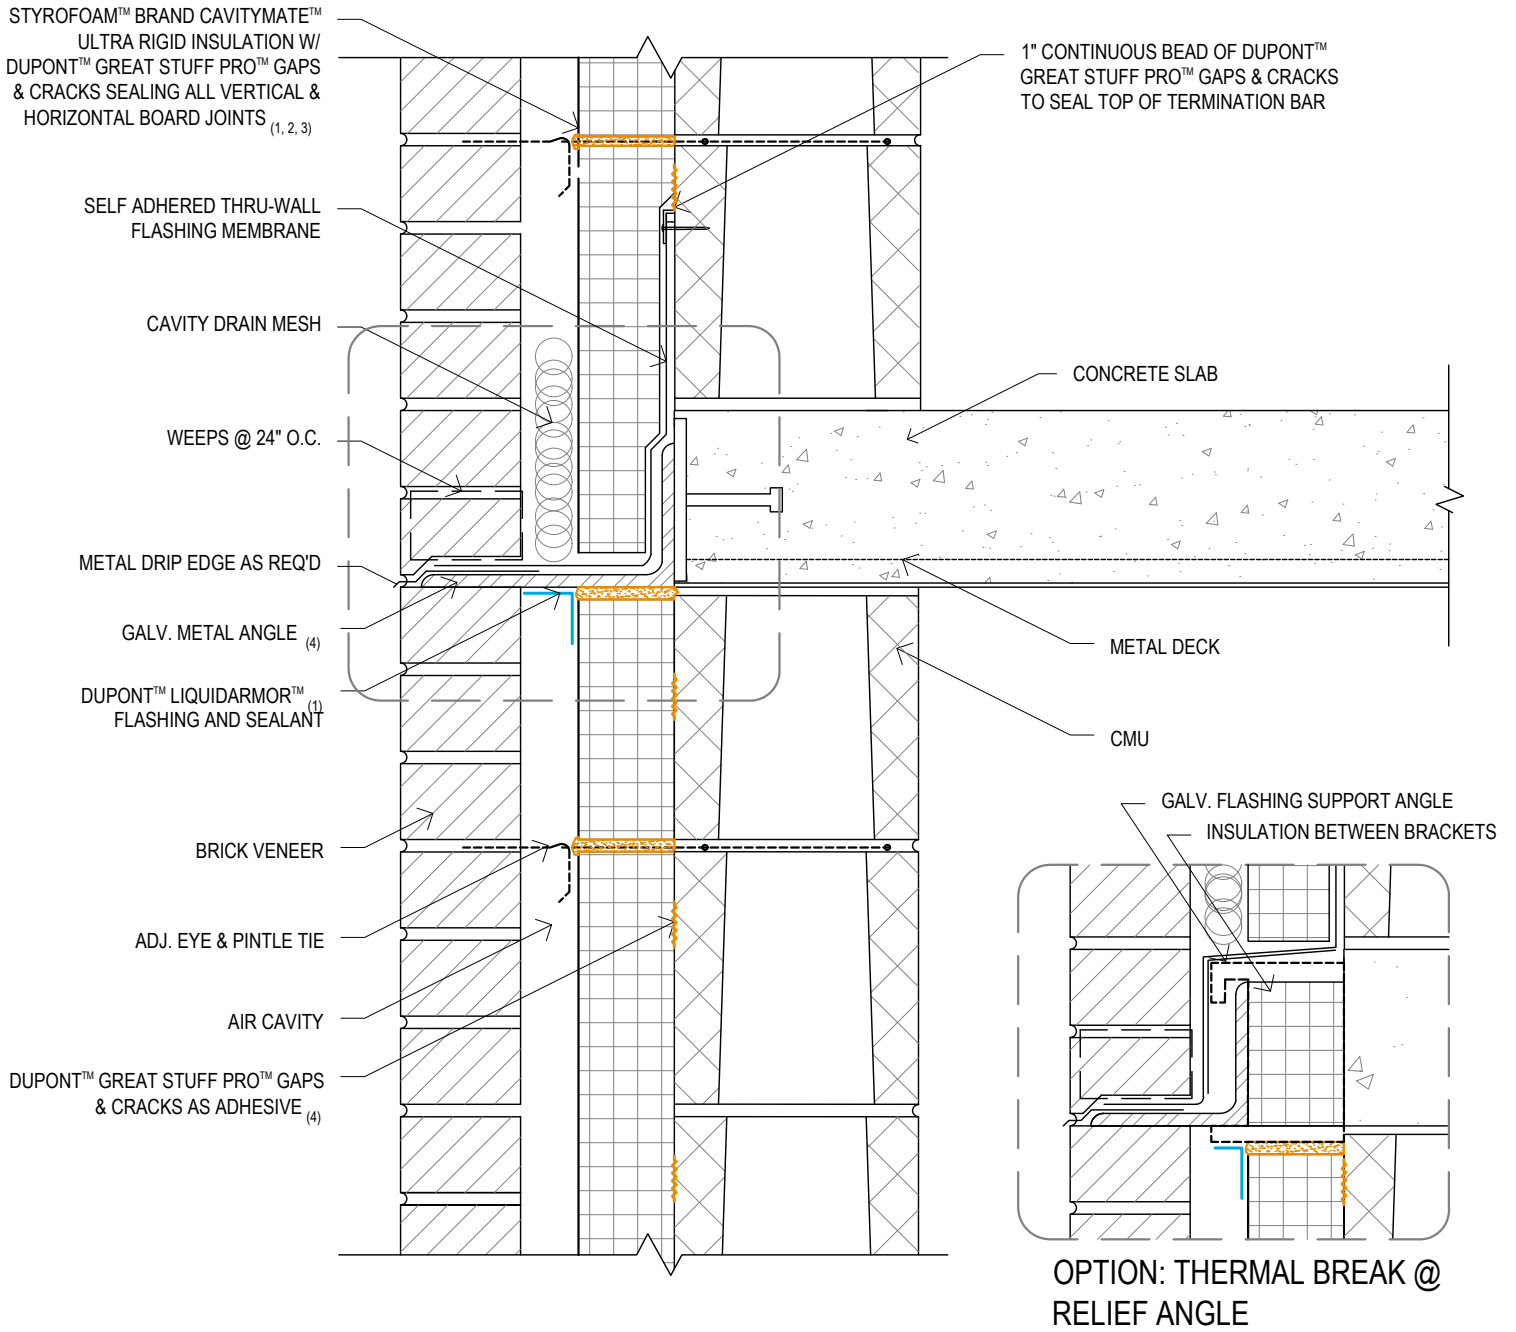 STYROFOAM™ BRAND CAVITYMATE™
ULTRA RIGID INSULATION W/
DUPONT™ GREAT STUFF PRO™ GAPS
& CRACKS SEALING ALL VERTICAL &
HORIZONTAL BOARD JOINTS (1, 2, 3)
SELF ADHERED THRU-WALL
FLASHING MEMBRANE
CAVITY DRAIN MESH
WEEPS @ 24" O.C.
METAL DRIP EDGE AS REQ'D
GALV. METAL ANGLE (4)
DUPONT™ LIQUIDARMOR™ (1)
FLASHING AND SEALANT
BRICK VENEER
ADJ. EYE & PINTLE TIE
AIR CAVITY
DUPONT™ GREAT STUFF PRO™ GAPS
& CRACKS AS ADHESIVE (4)
1" CONTINUOUS BEAD OF DUPONT™
GREAT STUFF PRO™ GAPS & CRACKS
TO SEAL TOP OF TERMINATION BAR
CONCRETE SLAB
METAL DECK
CMU
GALV. FLASHING SUPPORT ANGLE
INSULATION BETWEEN BRACKETS
OPTION: THERMAL BREAK @
RELIEF ANGLE